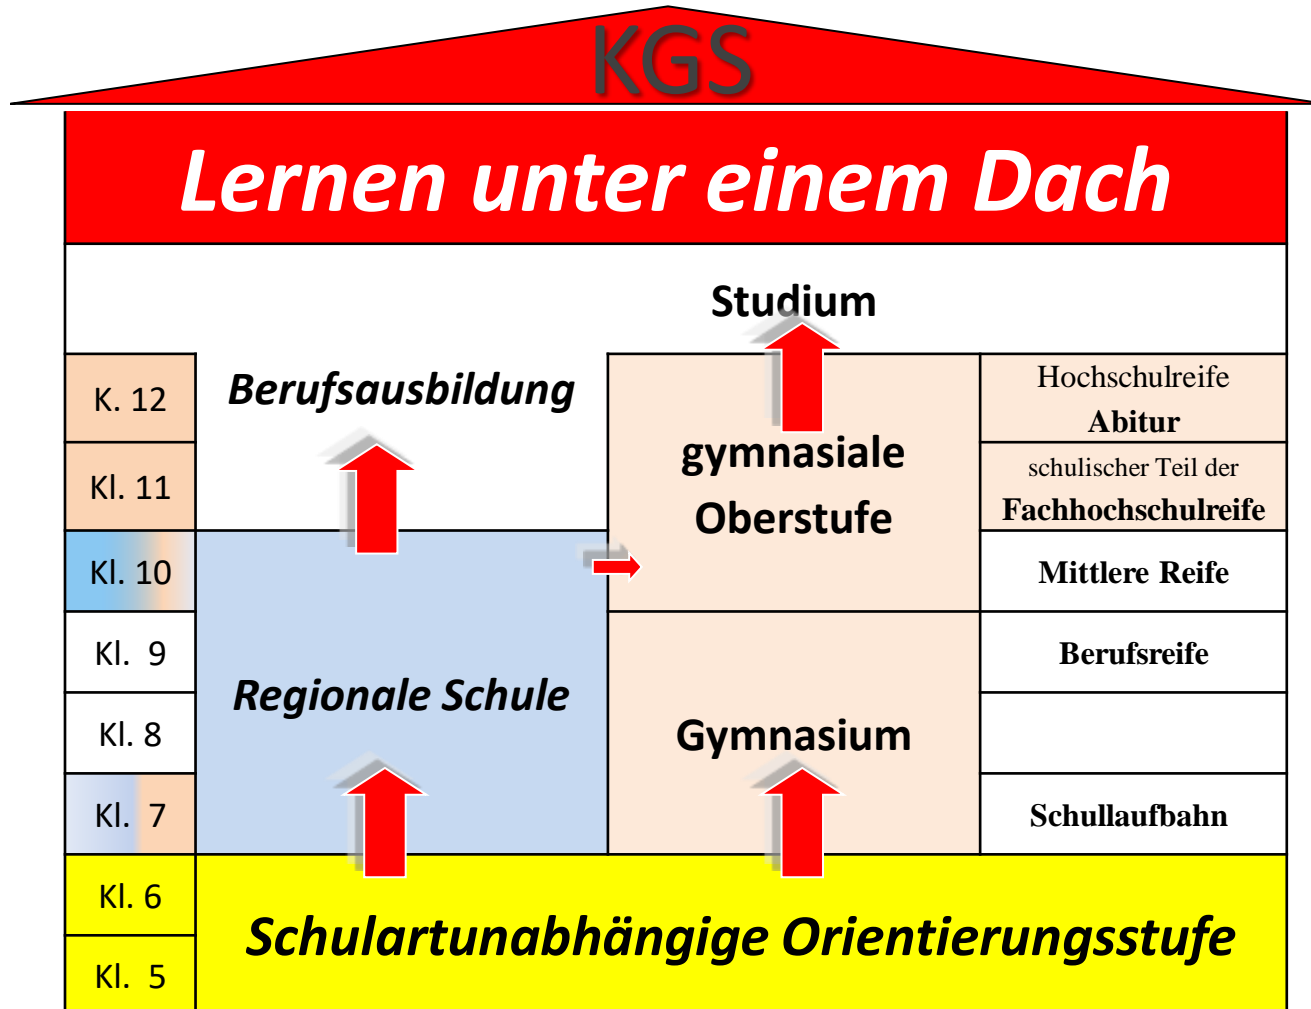 KGS
Lernen unter einem Dach
Studium
K. 12
Berufsausbildung
Hochschulreife
Abitur
Kl. 11
gymnasiale
Oberstufe
schulischer Teil der
Fachhochschulreife
Kl. 10
Mittlere Reife
Kl. 9
Berufsreife
Regionale Schule
Kl. 8
Gymnasium
Kl. 7
Schullaufbahn
Kl. 6
Schulartunabhängige Orientierungsstufe
Kl. 5